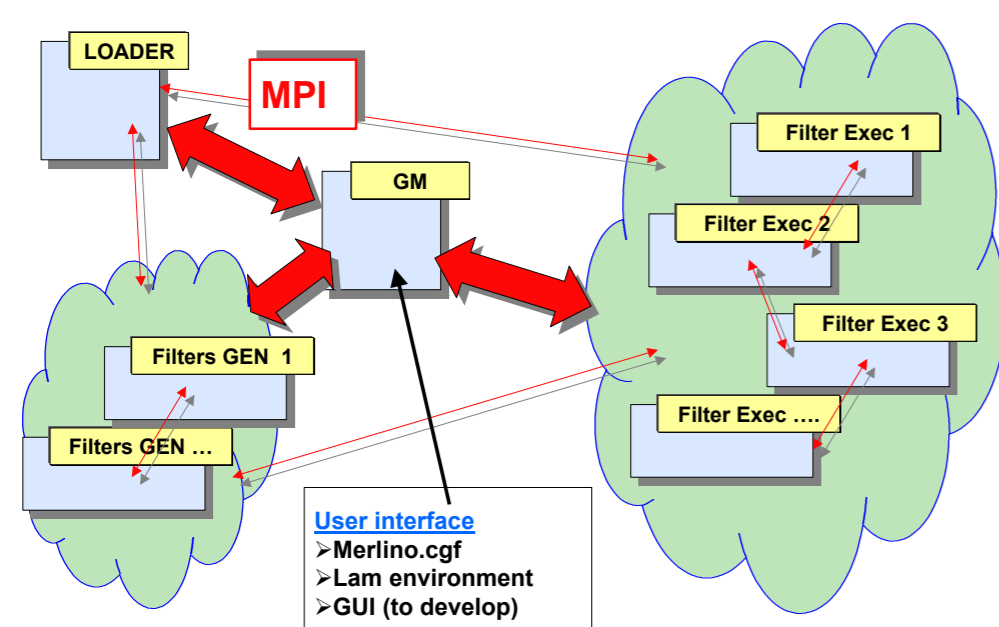 LOADER
MPI
Filter Exec 1
GM
Filter Exec 2
Filter Exec 3
Filters GEN 1
Filter Exec ....
Filters GEN ...
User interface
➢Merlino.cgf
➢Lam environment
➢GUI (to develop)